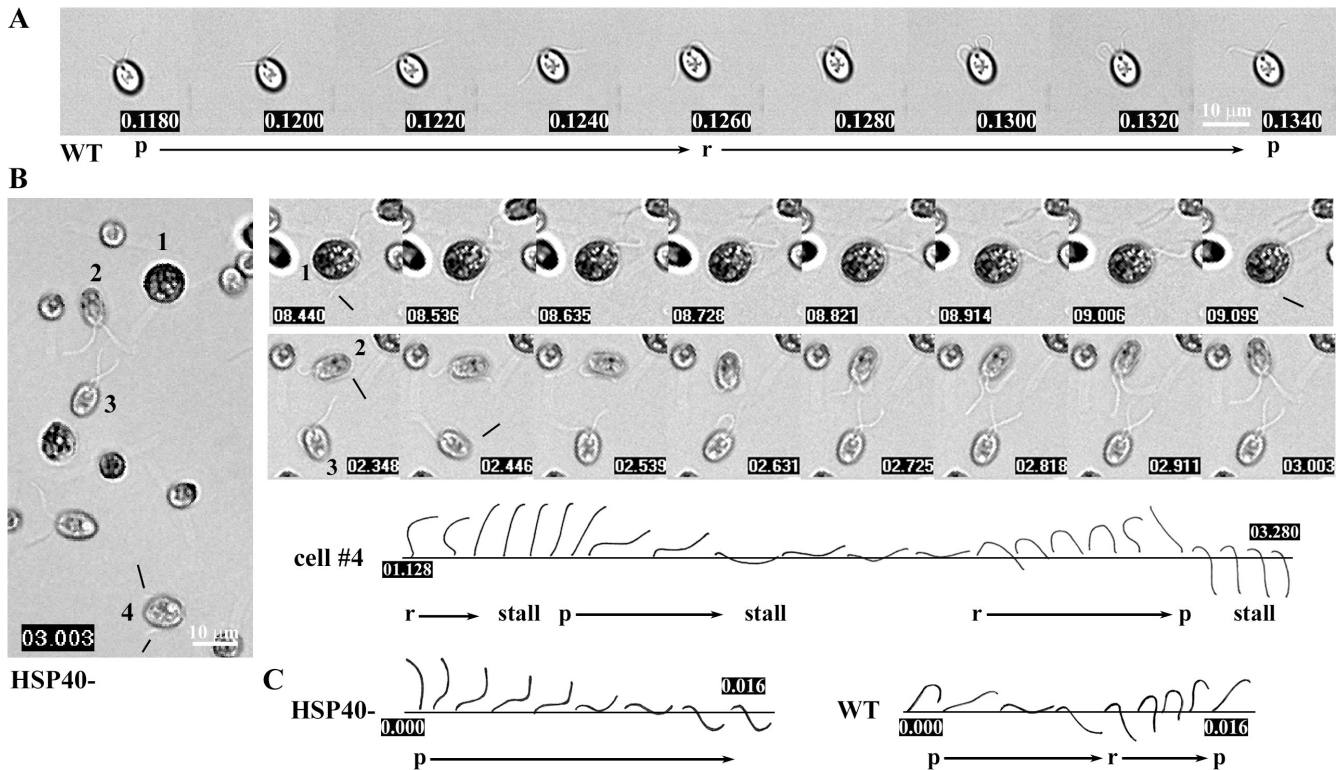 A
0.1180 0.1200 0.1220 0.1240 0.1260 0.1280 0.1300 0.1320 10 μm 0.1340
WT p r p
B
1
2
3
4
03.003 10 μm
HSP40-
1
08.440 08.536 08.635 08.728 08.821 08.914 09.006 09.099
2
3
02.348 02.446 02.539 02.631 02.725 02.818 02.911 03.003
cell #4
01.128 03.280
r stall p stall r p stall
C
HSP40- 0.000 0.016
p
WT 0.000 0.016
p r p